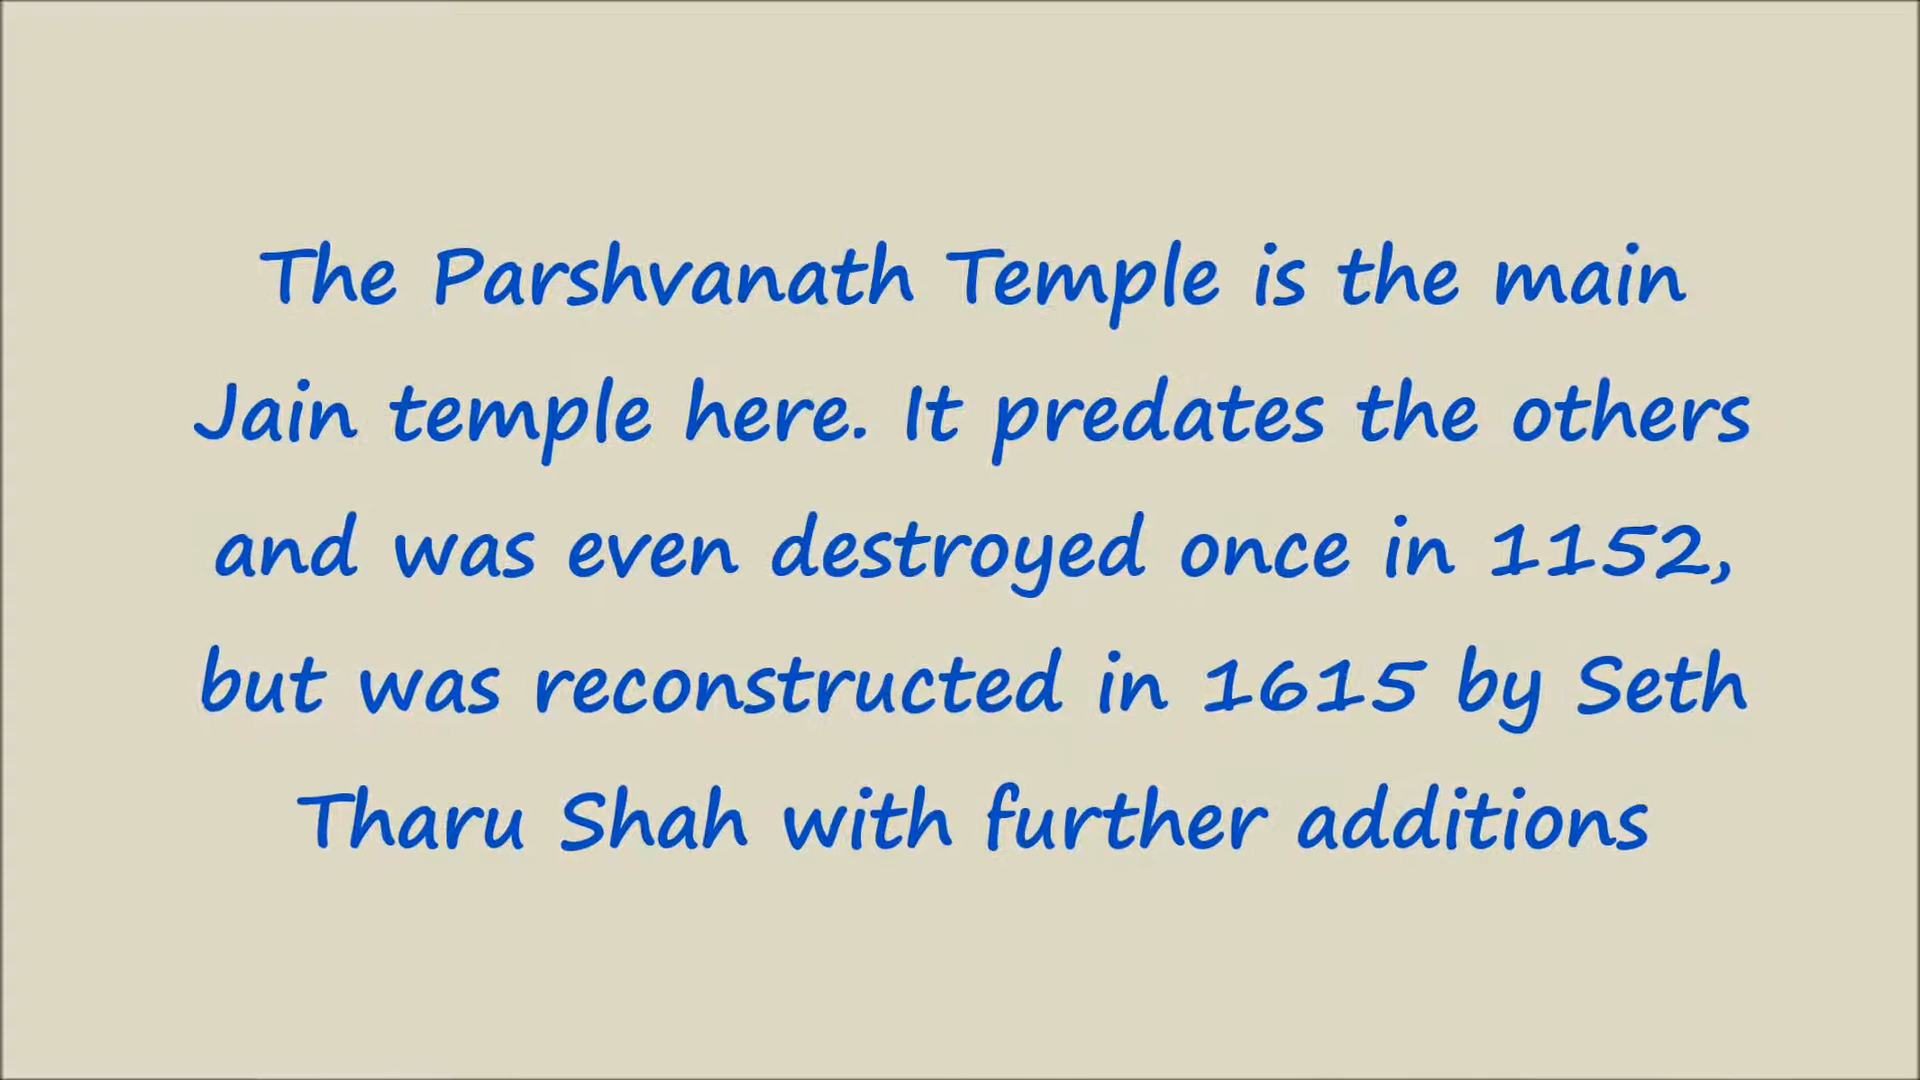 The Parshvanath Temple is the main
Jain temple here. It predates the others
and was even destroyed once in 1152,
but was reconstructed in 1615 by Seth
Tharu Shah with further additions